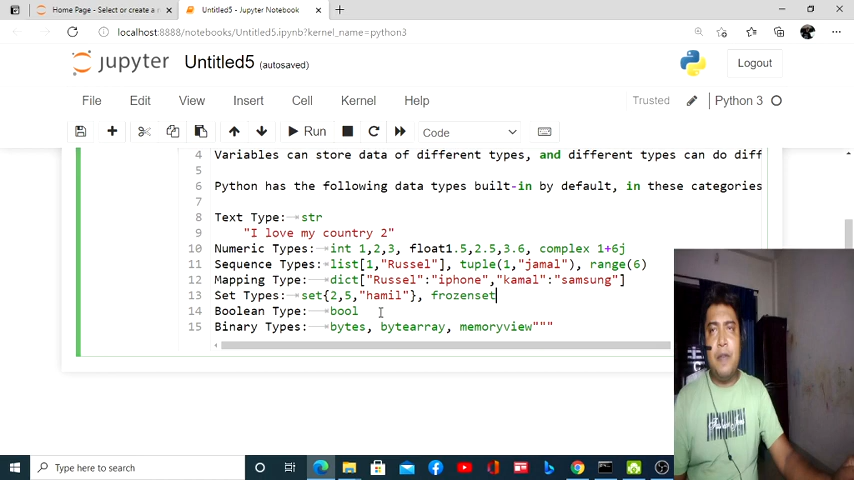 Home Page - Select or create a n
Untitled5 - Jupyter Notebook
localhost:8888/notebooks/Untitled5.ipynb?kernel_name=python3
jupyter Untitled5 (autosaved)
Logout
File Edit View Insert Cell Kernel Help
Trusted
Python 3
Run
Code
4 Variables can store data of different types, and different types can do diff
5
6 Python has the following data types built-in by default, in these categories
7
8 Text Type: str
9 "I love my country 2"
10 Numeric Types: int 1,2,3, float1.5,2.5,3.6, complex 1+6j
11 Sequence Types: list[1,"Russel"], tuple(1,"jamal"), range(6)
12 Mapping Type: dict["Russel":"iphone","kamal":"samsung"]
13 Set Types: set{2,5,"hamil"}, frozenset
14 Boolean Type: bool
15 Binary Types: bytes, bytearray, memoryview"""
Type here to search